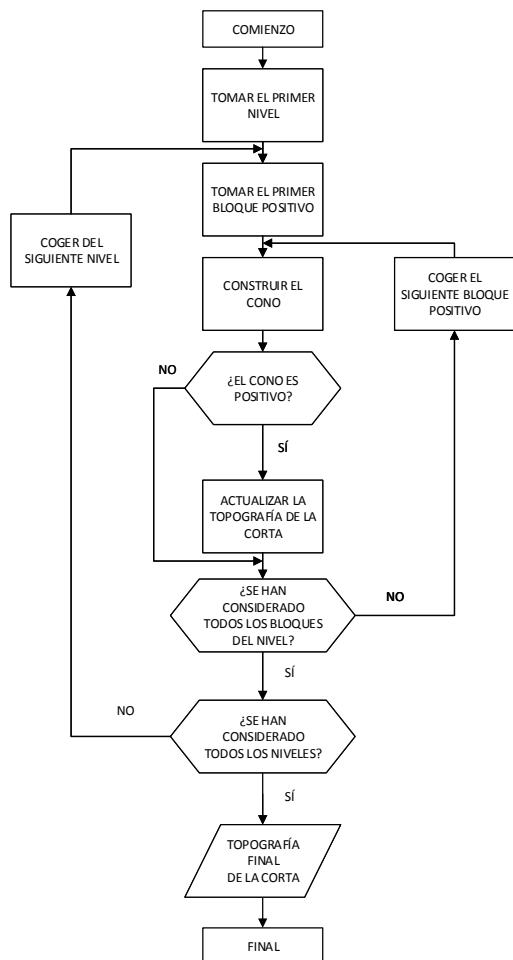 COMIENZO
TOMAR EL PRIMER
NIVEL
TOMAR EL PRIMER
BLOQUE POSITIVO
COGER DEL
SIGUIENTE NIVEL
CONSTRUIR EL
CONO
COGER EL
SIGUIENTE BLOQUE
POSITIVO
NO
¿EL CONO ES
POSITIVO?
SÍ
ACTUALIZAR LA
TOPOGRAFÍA DE LA
CORTA
¿SE HAN
CONSIDERADO
TODOS LOS BLOQUES
DEL NIVEL?
NO
SÍ
NO
¿SE HAN
CONSIDERADO
TODOS LOS NIVELES?
SÍ
TOPOGRAFÍA
FINAL
DE LA CORTA
FINAL